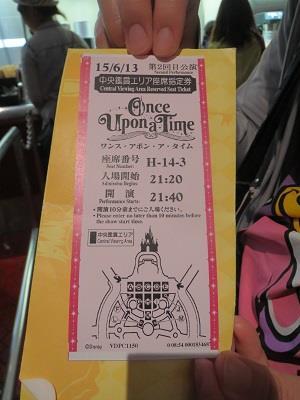 15/6/13 第2回目公演
Second Performance
中央鑑賞エリア座席指定券
Central Viewing Area Reserved Seat Ticket
Once
Upon a Time
ワンス・アポン・ア・タイム
座席番号 H-14-3
Seat Number:
入場開始 21:20
Admission Begins:
開演 21:40
Performance Starts:
・開演10分前までにご入場ください。
・Please enter no later than 10 minutes before
the show start time.
中央鑑賞エリア
Central Viewing Area
©Disney VDPC1150